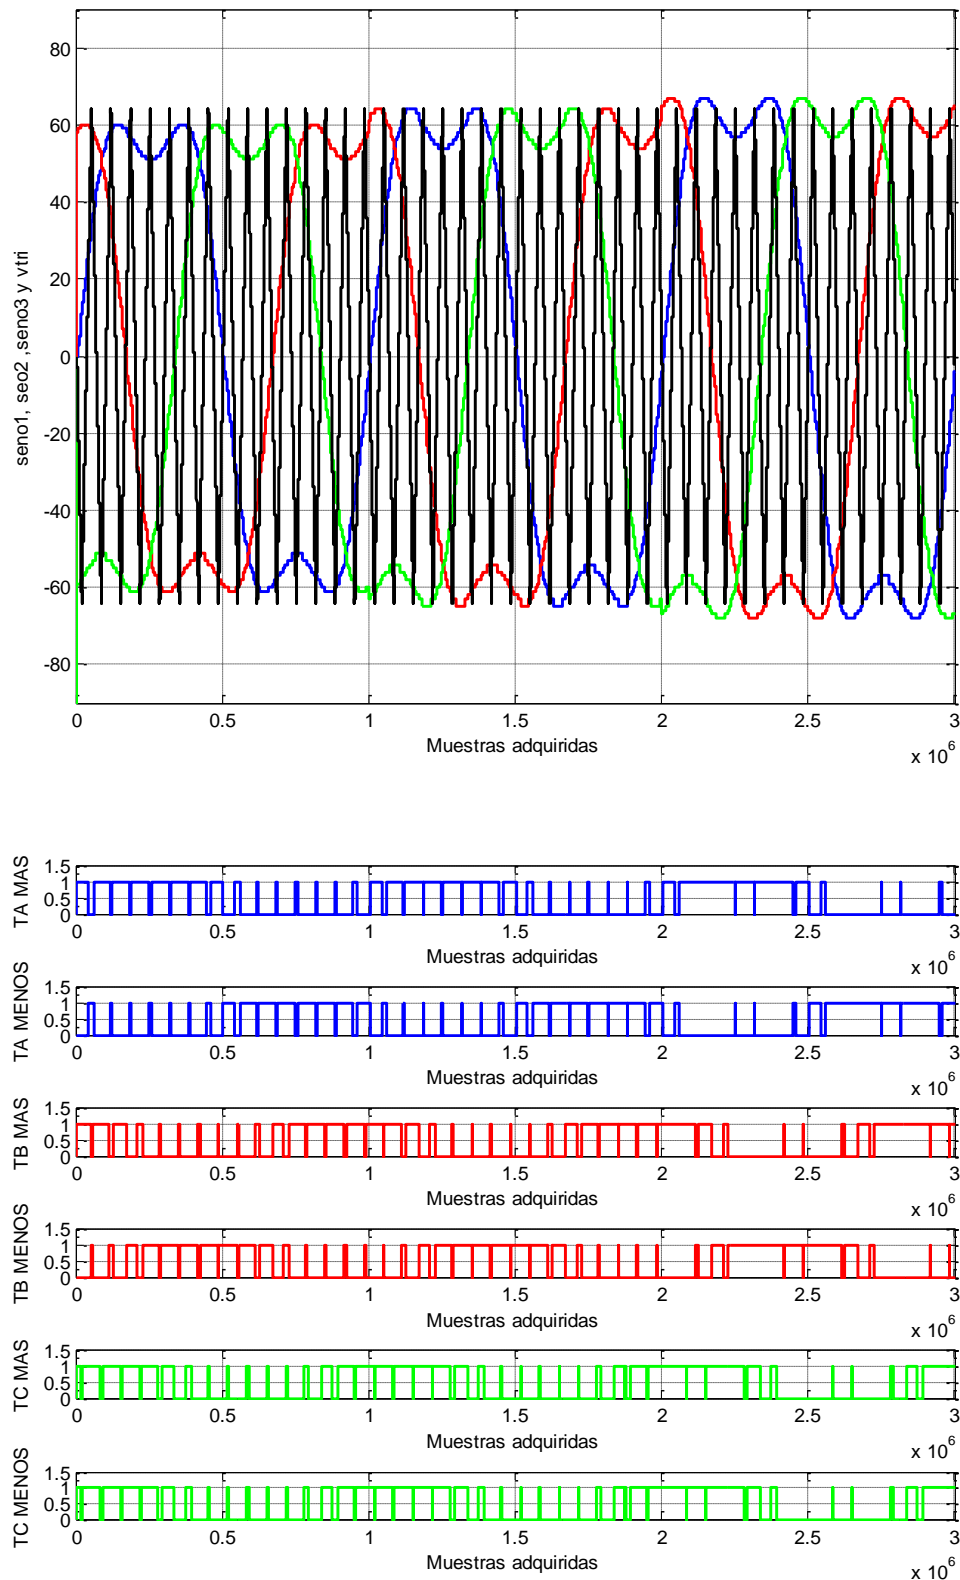 80
60
40
20
0
-20
-40
-60
-80
seno1, seo2 ,seno3 y vtri
0 0.5 1 1.5 2 2.5 3
Muestras adquiridas
x 10^6
TA MAS
1.5
1
0.5
0
0 0.5 1 1.5 2 2.5 3
Muestras adquiridas
x 10^6
TA MENOS
1.5
1
0.5
0
0 0.5 1 1.5 2 2.5 3
Muestras adquiridas
x 10^6
TB MAS
1.5
1
0.5
0
0 0.5 1 1.5 2 2.5 3
Muestras adquiridas
x 10^6
TB MENOS
1.5
1
0.5
0
0 0.5 1 1.5 2 2.5 3
Muestras adquiridas
x 10^6
TC MAS
1.5
1
0.5
0
0 0.5 1 1.5 2 2.5 3
Muestras adquiridas
x 10^6
TC MENOS
1.5
1
0.5
0
0 0.5 1 1.5 2 2.5 3
Muestras adquiridas
x 10^6